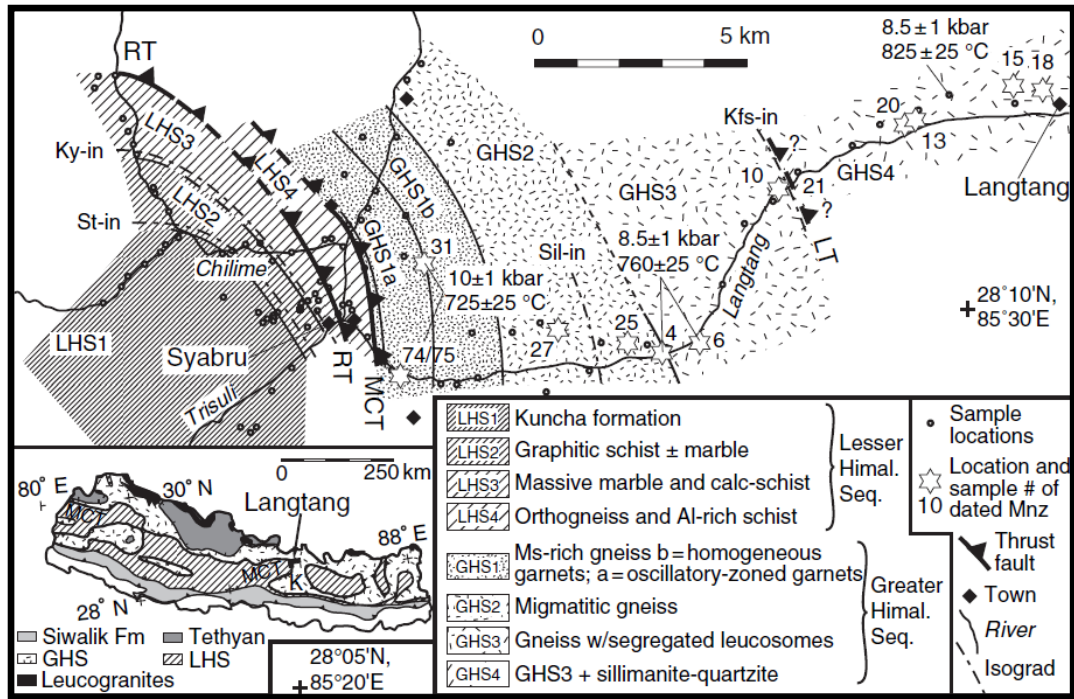 RT
0 5 km
8.5±1 kbar
825±25 °C
15 18
LHS3
Kfs-in
?
20
13
Ky-in
LHS4
GHS2
10
21
GHS4
Langtang
LHS2
GHS1b
GHS3
St-in
GHS1a
?
LT
Chilime
31
8.5±1 kbar
760±25 °C
Sil-in
Langtang
10±1 kbar
725±25 °C
28°10'N,
85°30'E
LHS1
25
4
6
27
Syabru
74/75
RT
MCT
Trisuli
LHS1 Kuncha formation
LHS2 Graphitic schist ± marble
LHS3 Massive marble and calc-schist
LHS4 Orthogneiss and Al-rich schist
Lesser
Himal.
Seq.
GHS1 Ms-rich gneiss b=homogeneous
garnets; a=oscillatory-zoned garnets
GHS2 Migmatitic gneiss
GHS3 Gneiss w/segregated leucosomes
GHS4 GHS3 + sillimanite-quartzite
Greater
Himal.
Seq.
Sample
locations
Location and
sample # of
10 dated Mnz
Thrust
fault
Town
River
Isograd
0 250 km
80° E
30° N
Langtang
88° E
MCT
MCT
K
28° N
Siwalik Fm
Tethyan
GHS
LHS
Leucogranites
28°05'N,
85°20'E